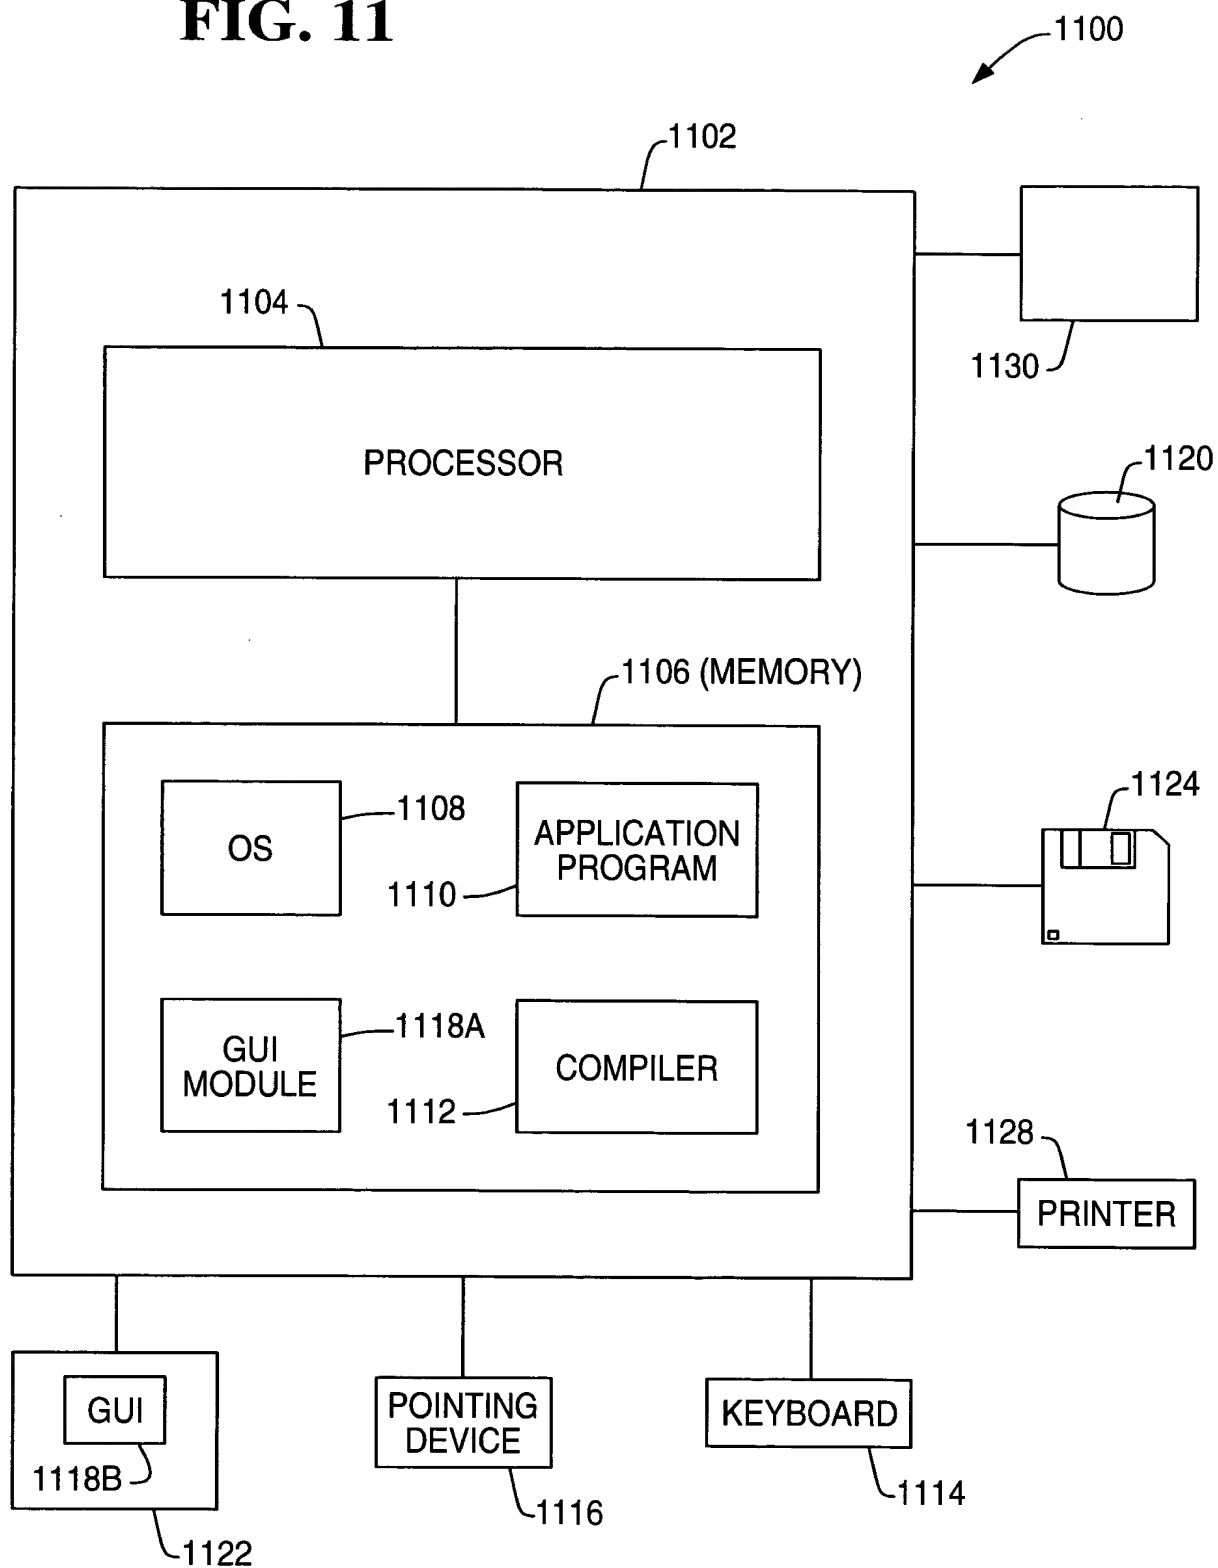 FIG. 11
1100
1102
1104
PROCESSOR
1130
1120
1106 (MEMORY)
OS
1108
APPLICATION
PROGRAM
1110
1124
GUI
MODULE
1118A
COMPILER
1112
1128
PRINTER
GUI
1118B
1122
POINTING
DEVICE
1116
KEYBOARD
1114